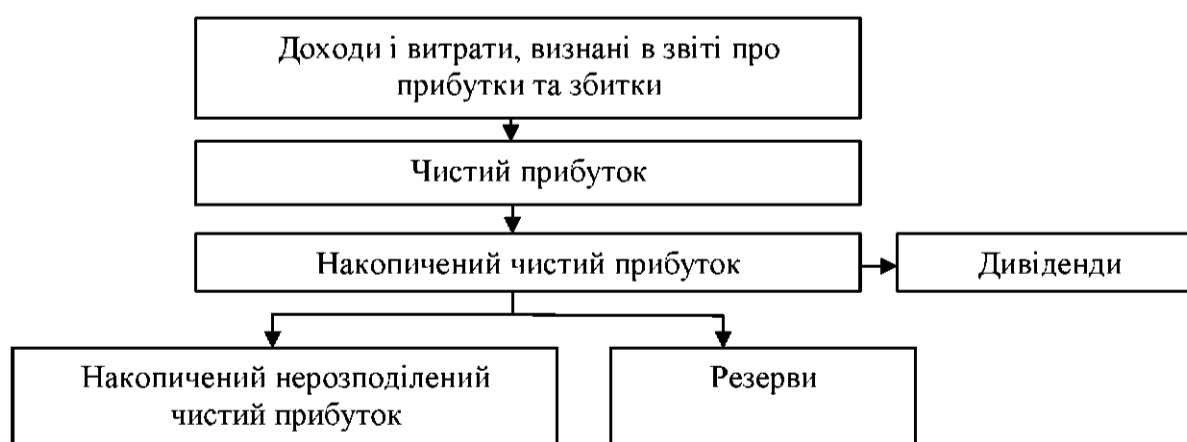 Доходи і витрати, визнані в звіті про
прибутки та збитки
Чистий прибуток
Накопичений чистий прибуток
Дивіденди
Накопичений нерозподілений
чистий прибуток
Резерви